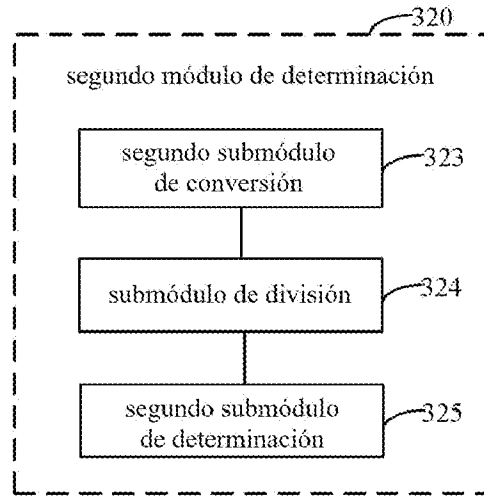 320
segundo módulo de determinación
segundo submódulo
de conversión
323
submódulo de división
324
segundo submódulo
de determinación
325